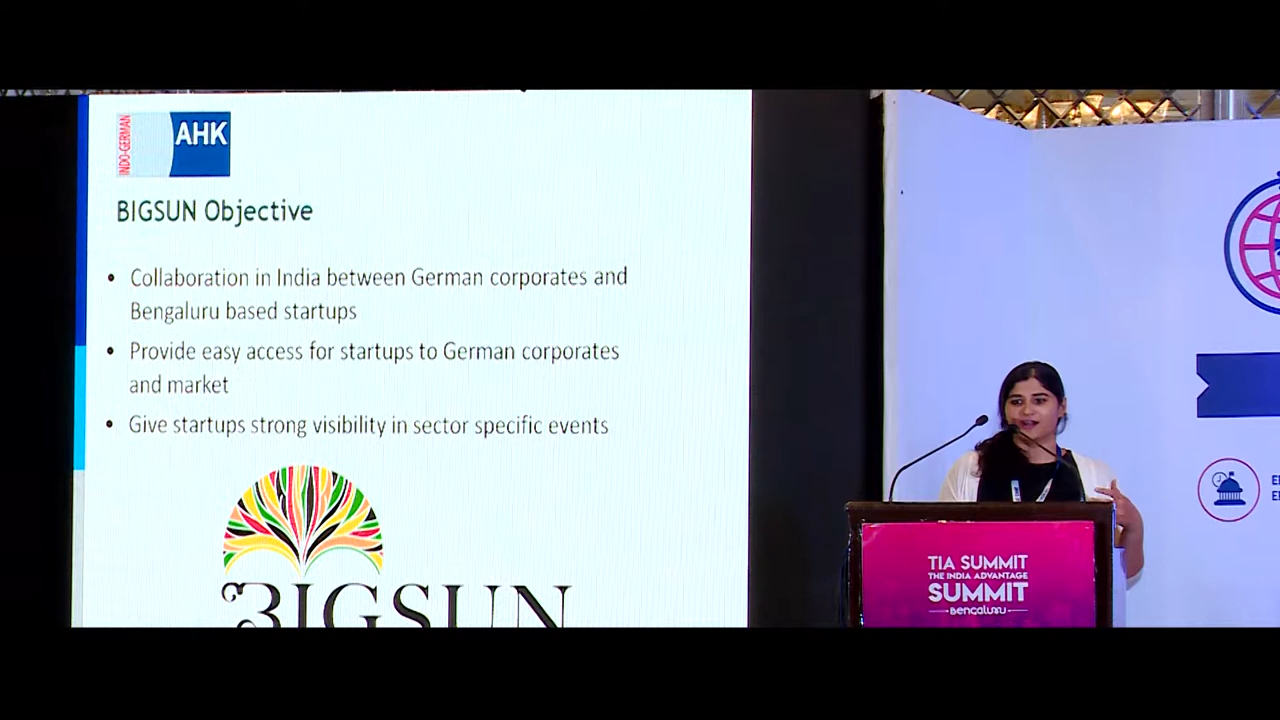 INDO-GERMAN
AHK
BIGSUN Objective
• Collaboration in India between German corporates and
Bengaluru based startups
• Provide easy access for startups to German corporates
and market
• Give startups strong visibility in sector specific events
BIGSUN
TIA SUMMIT
THE INDIA ADVANTAGE
SUMMIT
Bengaluru